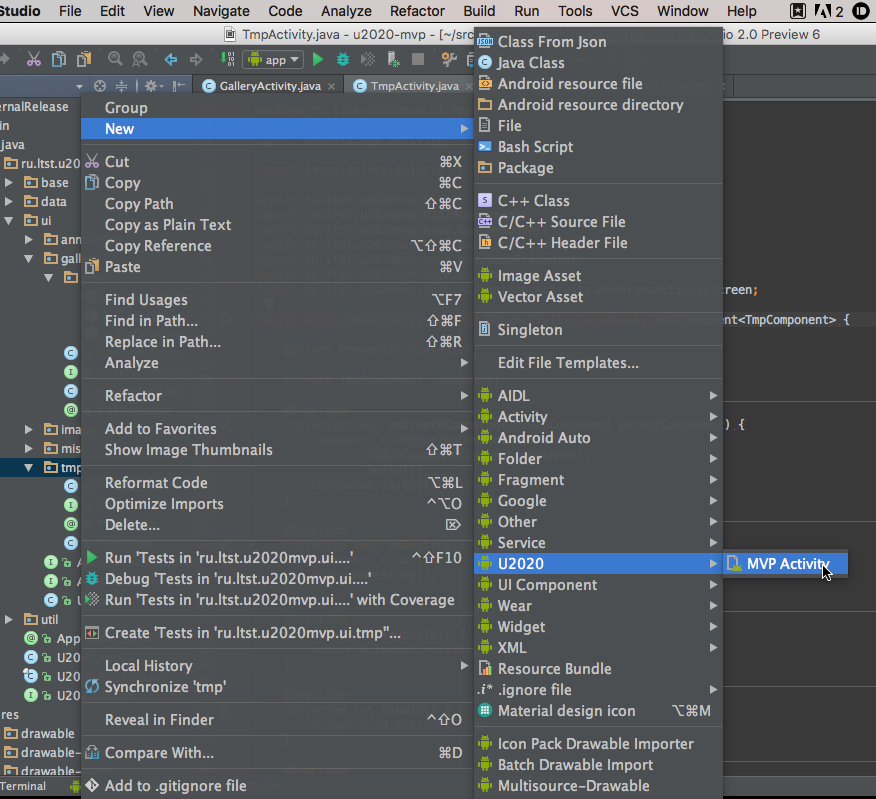 Studio File Edit View Navigate Code Analyze Refactor Build Run Tools VCS Window Help 2
TmpActivity.java - u2020-mvp - [~/src
io 2.0 Preview 6
app
GalleryActivity.java
TmpActivity.java
ernalRelease
in
java
ru.ltst.u20
base
data
ui
ann
gall
ima
mis
tmp
util
App
U20
U20
U20
res
drawable
drawable-
drawable-
Terminal
Group
New
Cut ⌘X
Copy ⌘C
Copy Path ⇧⌘C
Copy as Plain Text
Copy Reference ⌥⇧⌘C
Paste ⌘V
Find Usages ⌥F7
Find in Path... ⇧⌘F
Replace in Path... ⇧⌘R
Analyze
Refactor
Add to Favorites
Show Image Thumbnails ⇧⌘T
Reformat Code ⌥⌘L
Optimize Imports ^⌥O
Delete... ⌦
Run 'Tests in 'ru.ltst.u2020mvp.ui....' ^⇧F10
Debug 'Tests in 'ru.ltst.u2020mvp.ui....'
Run 'Tests in 'ru.ltst.u2020mvp.ui....' with Coverage
Create 'Tests in 'ru.ltst.u2020mvp.ui.tmp''...
Local History
Synchronize 'tmp'
Reveal in Finder ^⇧O
Compare With... ⌘D
Add to .gitignore file
Class From Json
Java Class
Android resource file
Android resource directory
File
Bash Script
Package
C++ Class
C/C++ Source File
C/C++ Header File
Image Asset
Vector Asset
Singleton
Edit File Templates...
AIDL
Activity
Android Auto
Folder
Fragment
Google
Other
Service
U2020
UI Component
Wear
Widget
XML
Resource Bundle
.ignore file
Material design icon ⌥⌘M
Icon Pack Drawable Importer
Batch Drawable Import
Multisource-Drawable
MVP Activity
reen;
nt<TmpComponent> {
) {